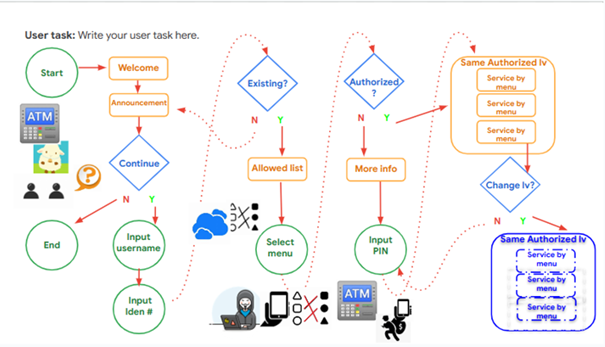 User task: Write your user task here.
Start
Welcome
Announcement
ATM
Continue
N
Y
End
Input
username
Input
Iden #
Existing?
N
Y
Allowed list
Select
menu
Authorized
?
N
Y
More info
Input
PIN
ATM
Same Authorized lv
Service by
menu
Service by
menu
Service by
menu
Change lv?
N
Y
Same Authorized lv
Service by
menu
Service by
menu
Service by
menu